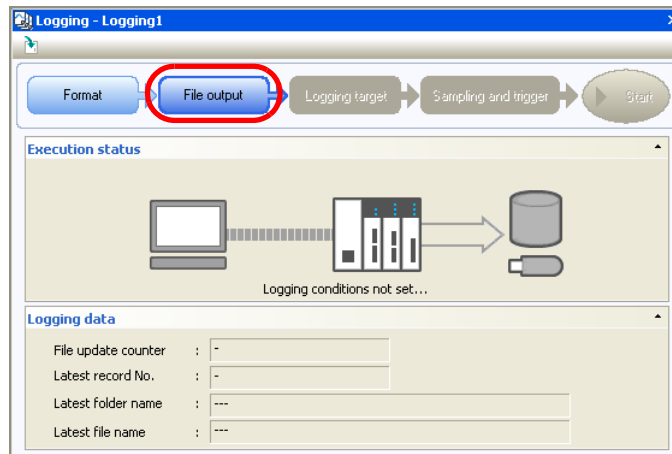 Logging - Logging1
Format
File output
Logging target
Sampling and trigger
Start
Execution status
Logging conditions not set...
Logging data
File update counter : -
Latest record No. : -
Latest folder name : ---
Latest file name : ---